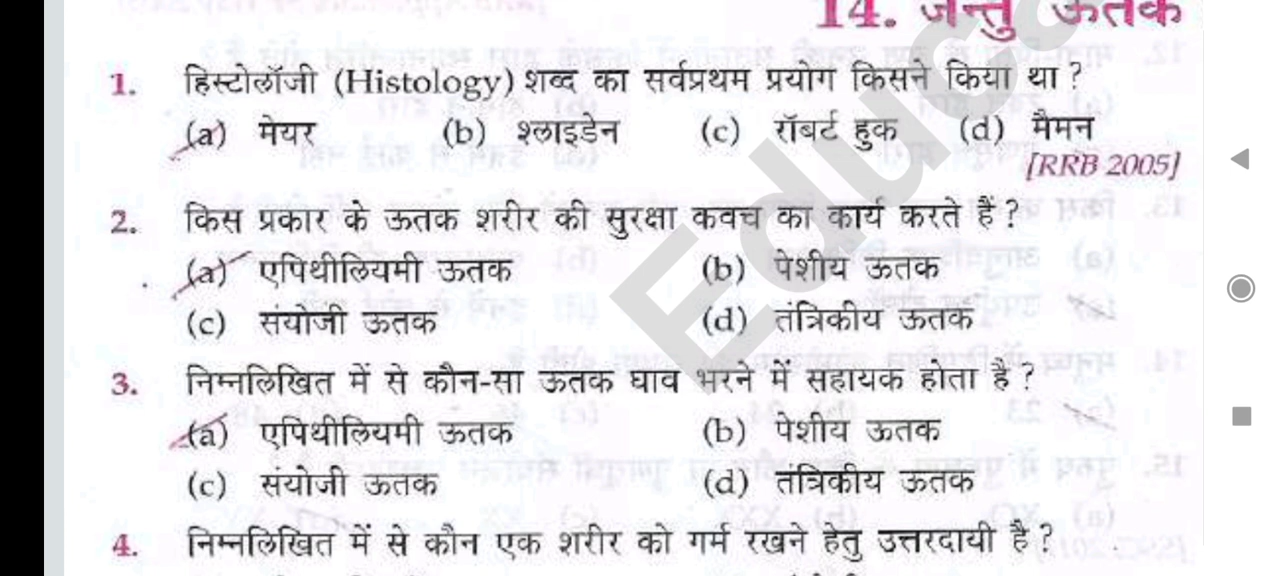 14. जन्तु ऊतक
1. हिस्टोलॉजी (Histology) शब्द का सर्वप्रथम प्रयोग किसने किया था ?
(a) मेयर (b) श्लाइडेन (c) रॉबर्ट हुक (d) मैमन
[RRB 2005]
2. किस प्रकार के ऊतक शरीर की सुरक्षा कवच का कार्य करते हैं ?
(a) एपिथीलियमी ऊतक (b) पेशीय ऊतक
(c) संयोजी ऊतक (d) तंत्रिकीय ऊतक
3. निम्नलिखित में से कौन-सा ऊतक घाव भरने में सहायक होता है ?
(a) एपिथीलियमी ऊतक (b) पेशीय ऊतक
(c) संयोजी ऊतक (d) तंत्रिकीय ऊतक
4. निम्नलिखित में से कौन एक शरीर को गर्म रखने हेतु उत्तरदायी है ?
Educ